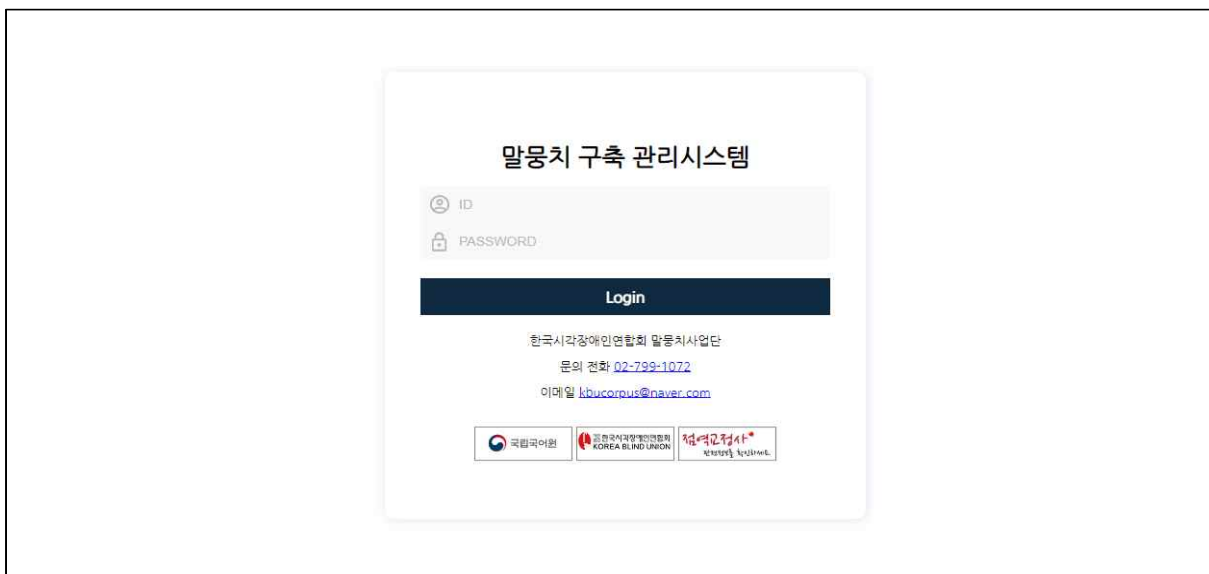 말뭉치 구축 관리시스템
ID
PASSWORD
Login
한국시각장애인연합회 말뭉치사업단
문의 전화 02-799-1072
이메일 kbucorpus@naver.com
국립국어원
한국시각장애인연합회
KOREA BLIND UNION
점역교정사